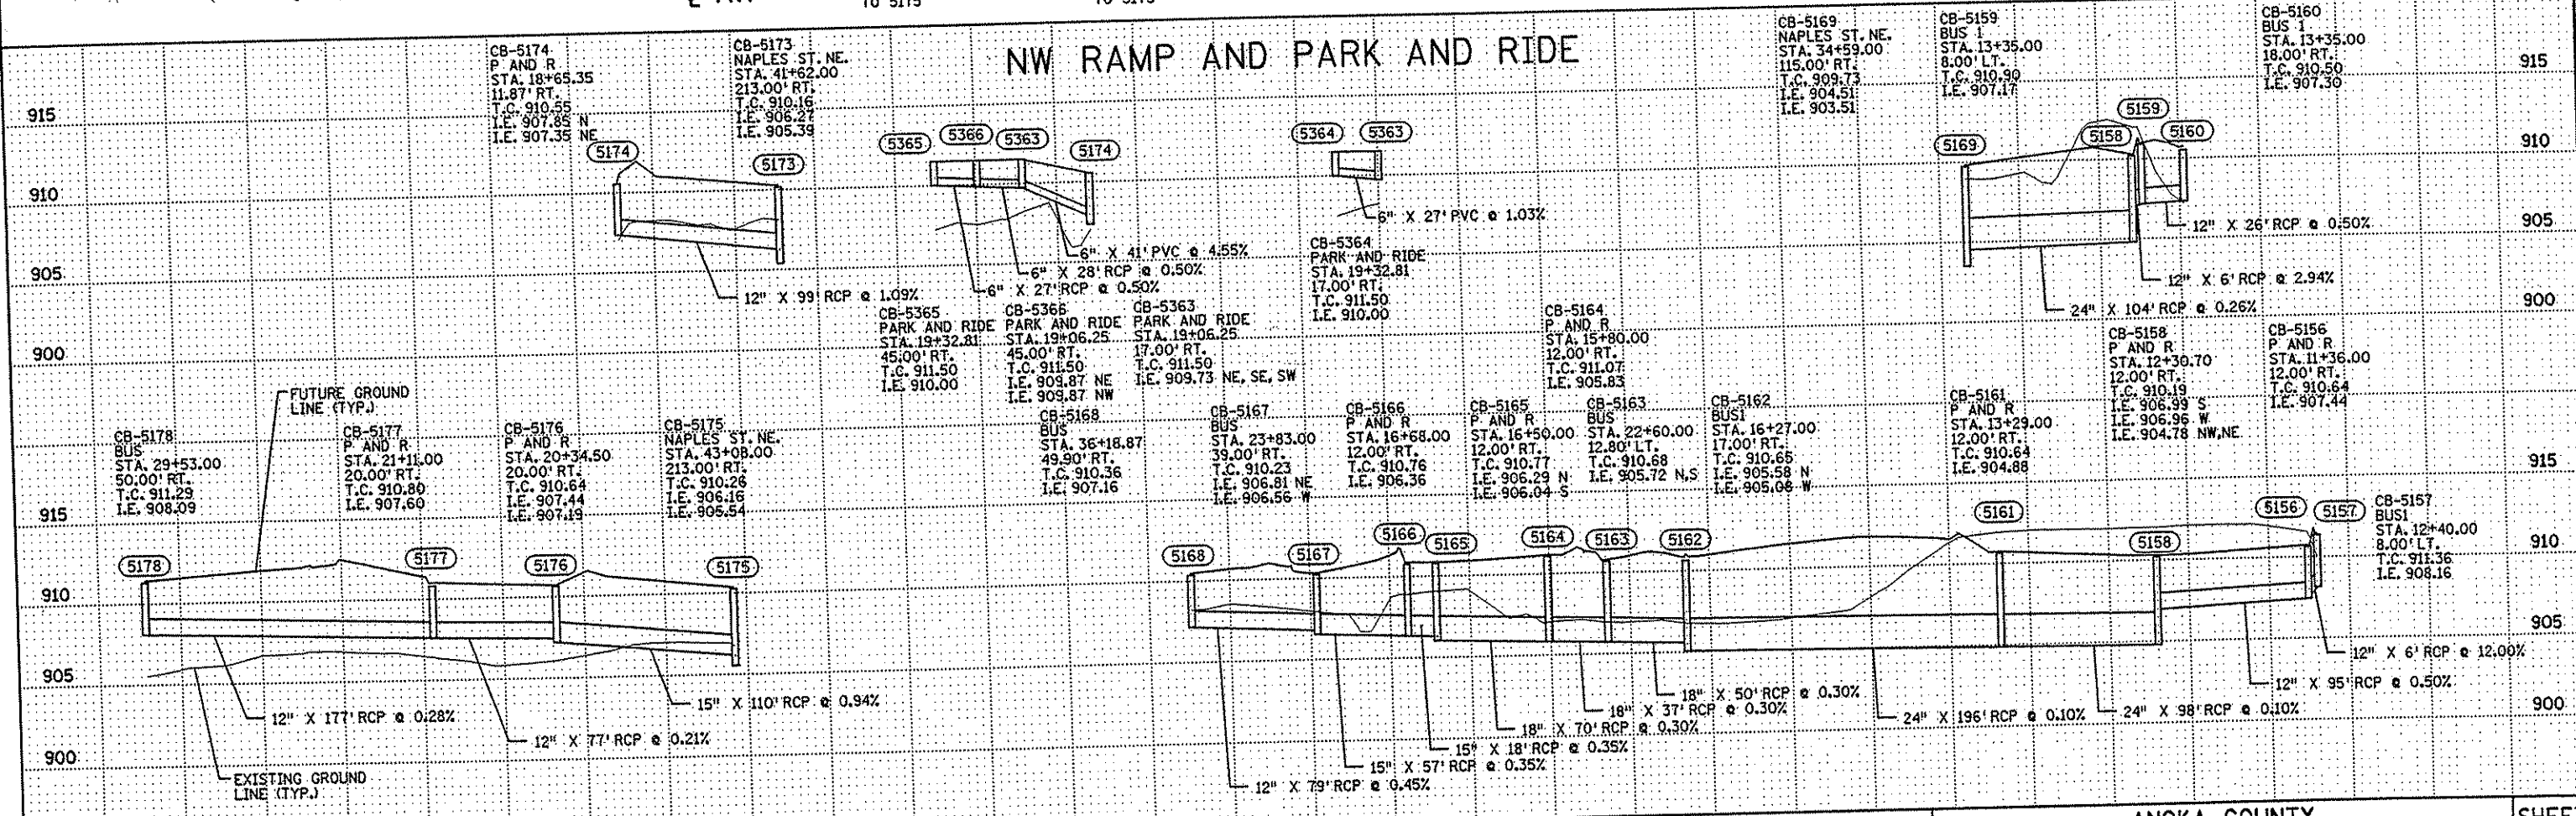 TO 5175
NW RAMP AND PARK AND RIDE
CB-5174
P AND R
STA. 18+65.35
11.87' RT.
T.C. 910.55
I.E. 907.85 N
I.E. 907.35 NE
CB-5173
NAPLES ST. NE.
STA. 41+62.00
213.00' RT.
T.C. 910.16
I.E. 906.27
I.E. 905.39
CB-5169
NAPLES ST. NE.
STA. 34+59.00
115.00' RT.
T.C. 909.73
I.E. 904.51
I.E. 903.51
CB-5159
BUS 1
STA. 13+35.00
8.00' LT.
T.C. 910.90
I.E. 907.17
CB-5160
BUS 1
STA. 13+35.00
18.00' RT.
T.C. 910.50
I.E. 907.30
915
910
905
900
915
910
905
900
5174
5173
5365
5366
5363
5174
5364
5363
5169
5158
5159
5160
12" X 99' RCP @ 1.09%
6" X 41' PVC @ 4.55%
6" X 28' RCP @ 0.50%
6" X 27' RCP @ 0.50%
6" X 27' PVC @ 1.03%
12" X 26' RCP @ 0.50%
12" X 6' RCP @ 2.94%
24" X 104' RCP @ 0.26%
CB-5365
PARK AND RIDE
STA. 19+32.81
45.00' RT.
T.C. 911.50
I.E. 910.00
CB-5366
PARK AND RIDE
STA. 19+06.25
45.00' RT.
T.C. 911.50
I.E. 909.87 NE
I.E. 909.87 NW
CB-5363
PARK AND RIDE
STA. 19+06.25
17.00' RT.
T.C. 911.50
I.E. 909.73 NE, SE, SW
CB-5364
PARK AND RIDE
STA. 19+32.81
17.00' RT.
T.C. 911.50
I.E. 910.00
CB-5164
P AND R
STA. 15+80.00
12.00' RT.
T.C. 911.07
I.E. 905.83
CB-5158
P AND R
STA. 12+30.70
12.00' RT.
T.C. 910.19
I.E. 906.99 S
I.E. 906.96 W
I.E. 904.78 NW,NE
CB-5156
P AND R
STA. 11+36.00
12.00' RT.
T.C. 910.64
I.E. 907.44
FUTURE GROUND
LINE (TYP.)
CB-5178
BUS
STA. 29+53.00
50.00' RT.
T.C. 911.29
I.E. 908.09
CB-5177
P AND R
STA. 21+11.00
20.00' RT.
T.C. 910.80
I.E. 907.60
CB-5176
P AND R
STA. 20+34.50
20.00' RT.
T.C. 910.64
I.E. 907.44
I.E. 907.19
CB-5175
NAPLES ST. NE.
STA. 43+08.00
213.00' RT.
T.C. 910.26
I.E. 906.16
I.E. 905.54
CB-5168
BUS
STA. 36+18.87
49.90' RT.
T.C. 910.36
I.E. 907.16
CB-5167
BUS
STA. 23+83.00
39.00' RT.
T.C. 910.23
I.E. 906.81 NE
I.E. 906.56 W
CB-5166
P AND R
STA. 16+68.00
12.00' RT.
T.C. 910.76
I.E. 906.36
CB-5165
P AND R
STA. 16+50.00
12.00' RT.
T.C. 910.77
I.E. 906.29 N
I.E. 906.04 S
CB-5163
BUS
STA. 22+60.00
12.80' LT.
T.C. 910.68
I.E. 905.72 N,S
CB-5162
BUS1
STA. 16+27.00
17.00' RT.
T.C. 910.65
I.E. 905.58 N
I.E. 905.08 W
CB-5161
P AND R
STA. 13+29.00
12.00' RT.
T.C. 910.64
I.E. 904.88
CB-5157
BUS1
STA. 12+40.00
8.00' LT.
T.C. 911.36
I.E. 908.16
915
910
905
900
915
910
905
900
5178
5177
5176
5175
5168
5167
5166
5165
5164
5163
5162
5161
5158
5156
5157
12" X 177' RCP @ 0.28%
12" X 77' RCP @ 0.21%
15" X 110' RCP @ 0.94%
12" X 79' RCP @ 0.45%
15" X 57' RCP @ 0.35%
15" X 18' RCP @ 0.35%
18" X 70' RCP @ 0.30%
18" X 37' RCP @ 0.30%
18" X 50' RCP @ 0.30%
24" X 196' RCP @ 0.10%
24" X 98' RCP @ 0.10%
12" X 95' RCP @ 0.50%
12" X 6' RCP @ 12.00%
EXISTING GROUND
LINE (TYP.)
ANOKA COUNTY